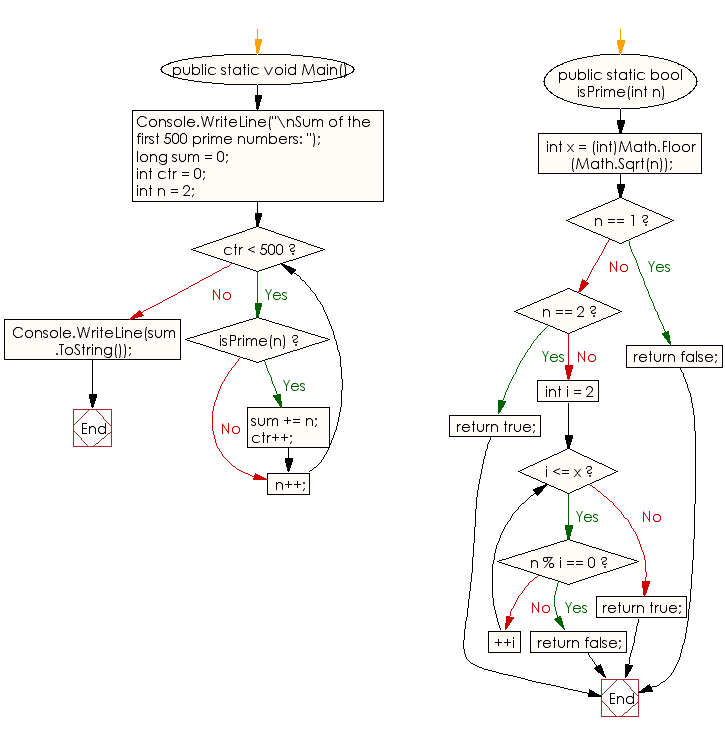 public static void Main()
Console.WriteLine("\nSum of the
first 500 prime numbers: ");
long sum = 0;
int ctr = 0;
int n = 2;
ctr < 500 ?
No
Yes
Console.WriteLine(sum
.ToString());
isPrime(n) ?
End
Yes
No
sum += n;
ctr++;
n++;
public static bool
isPrime(int n)
int x = (int)Math.Floor
(Math.Sqrt(n));
n == 1 ?
No
Yes
n == 2 ?
return false;
Yes
No
int i = 2
return true;
i <= x ?
Yes
No
n % i == 0 ?
No
Yes
return true;
++i
return false;
End